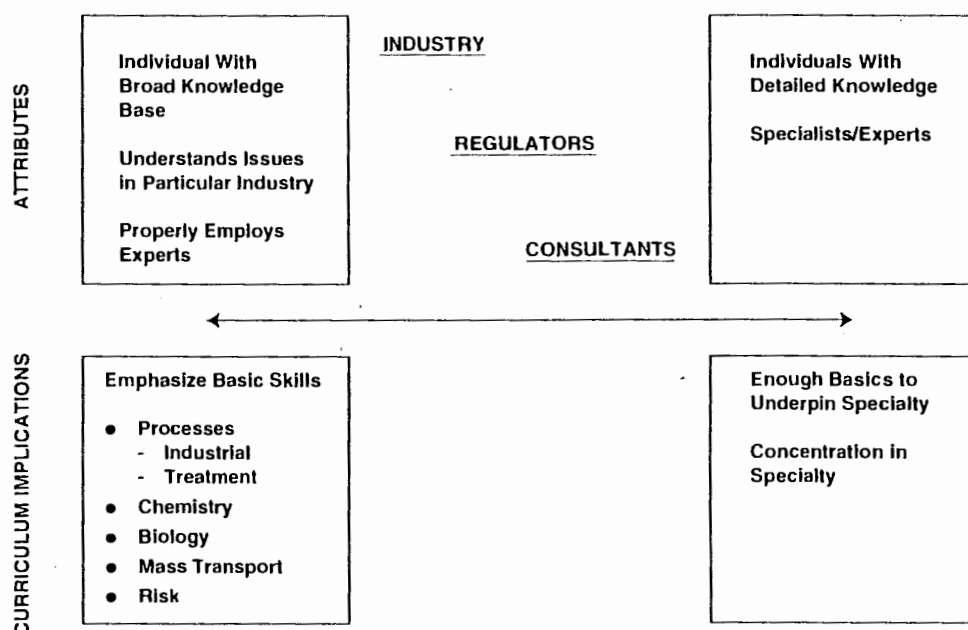 ATTRIBUTES
Individual With
Broad Knowledge
Base
Understands Issues
in Particular Industry
Properly Employs
Experts
INDUSTRY
REGULATORS
CONSULTANTS
Individuals With
Detailed Knowledge
Specialists/Experts
CURRICULUM IMPLICATIONS
Emphasize Basic Skills
● Processes
- Industrial
- Treatment
● Chemistry
● Biology
● Mass Transport
● Risk
Enough Basics to
Underpin Specialty
Concentration in
Specialty